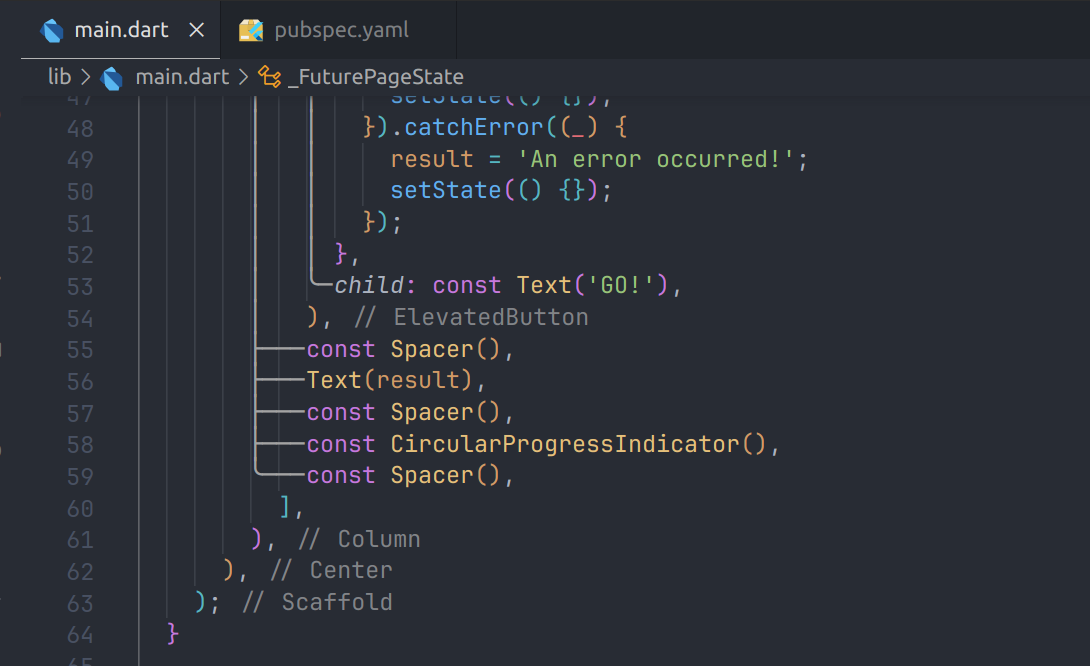 main.dart
pubspec.yaml
lib > main.dart > _FuturePageState
47 setState(() {});
48 }).catchError((_) {
49 result = 'An error occurred!';
50 setState(() {});
51 });
52 },
53 child: const Text('GO!'),
54 ), // ElevatedButton
55 const Spacer(),
56 Text(result),
57 const Spacer(),
58 const CircularProgressIndicator(),
59 const Spacer(),
60 ],
61 ), // Column
62 ), // Center
63 ); // Scaffold
64 }
65